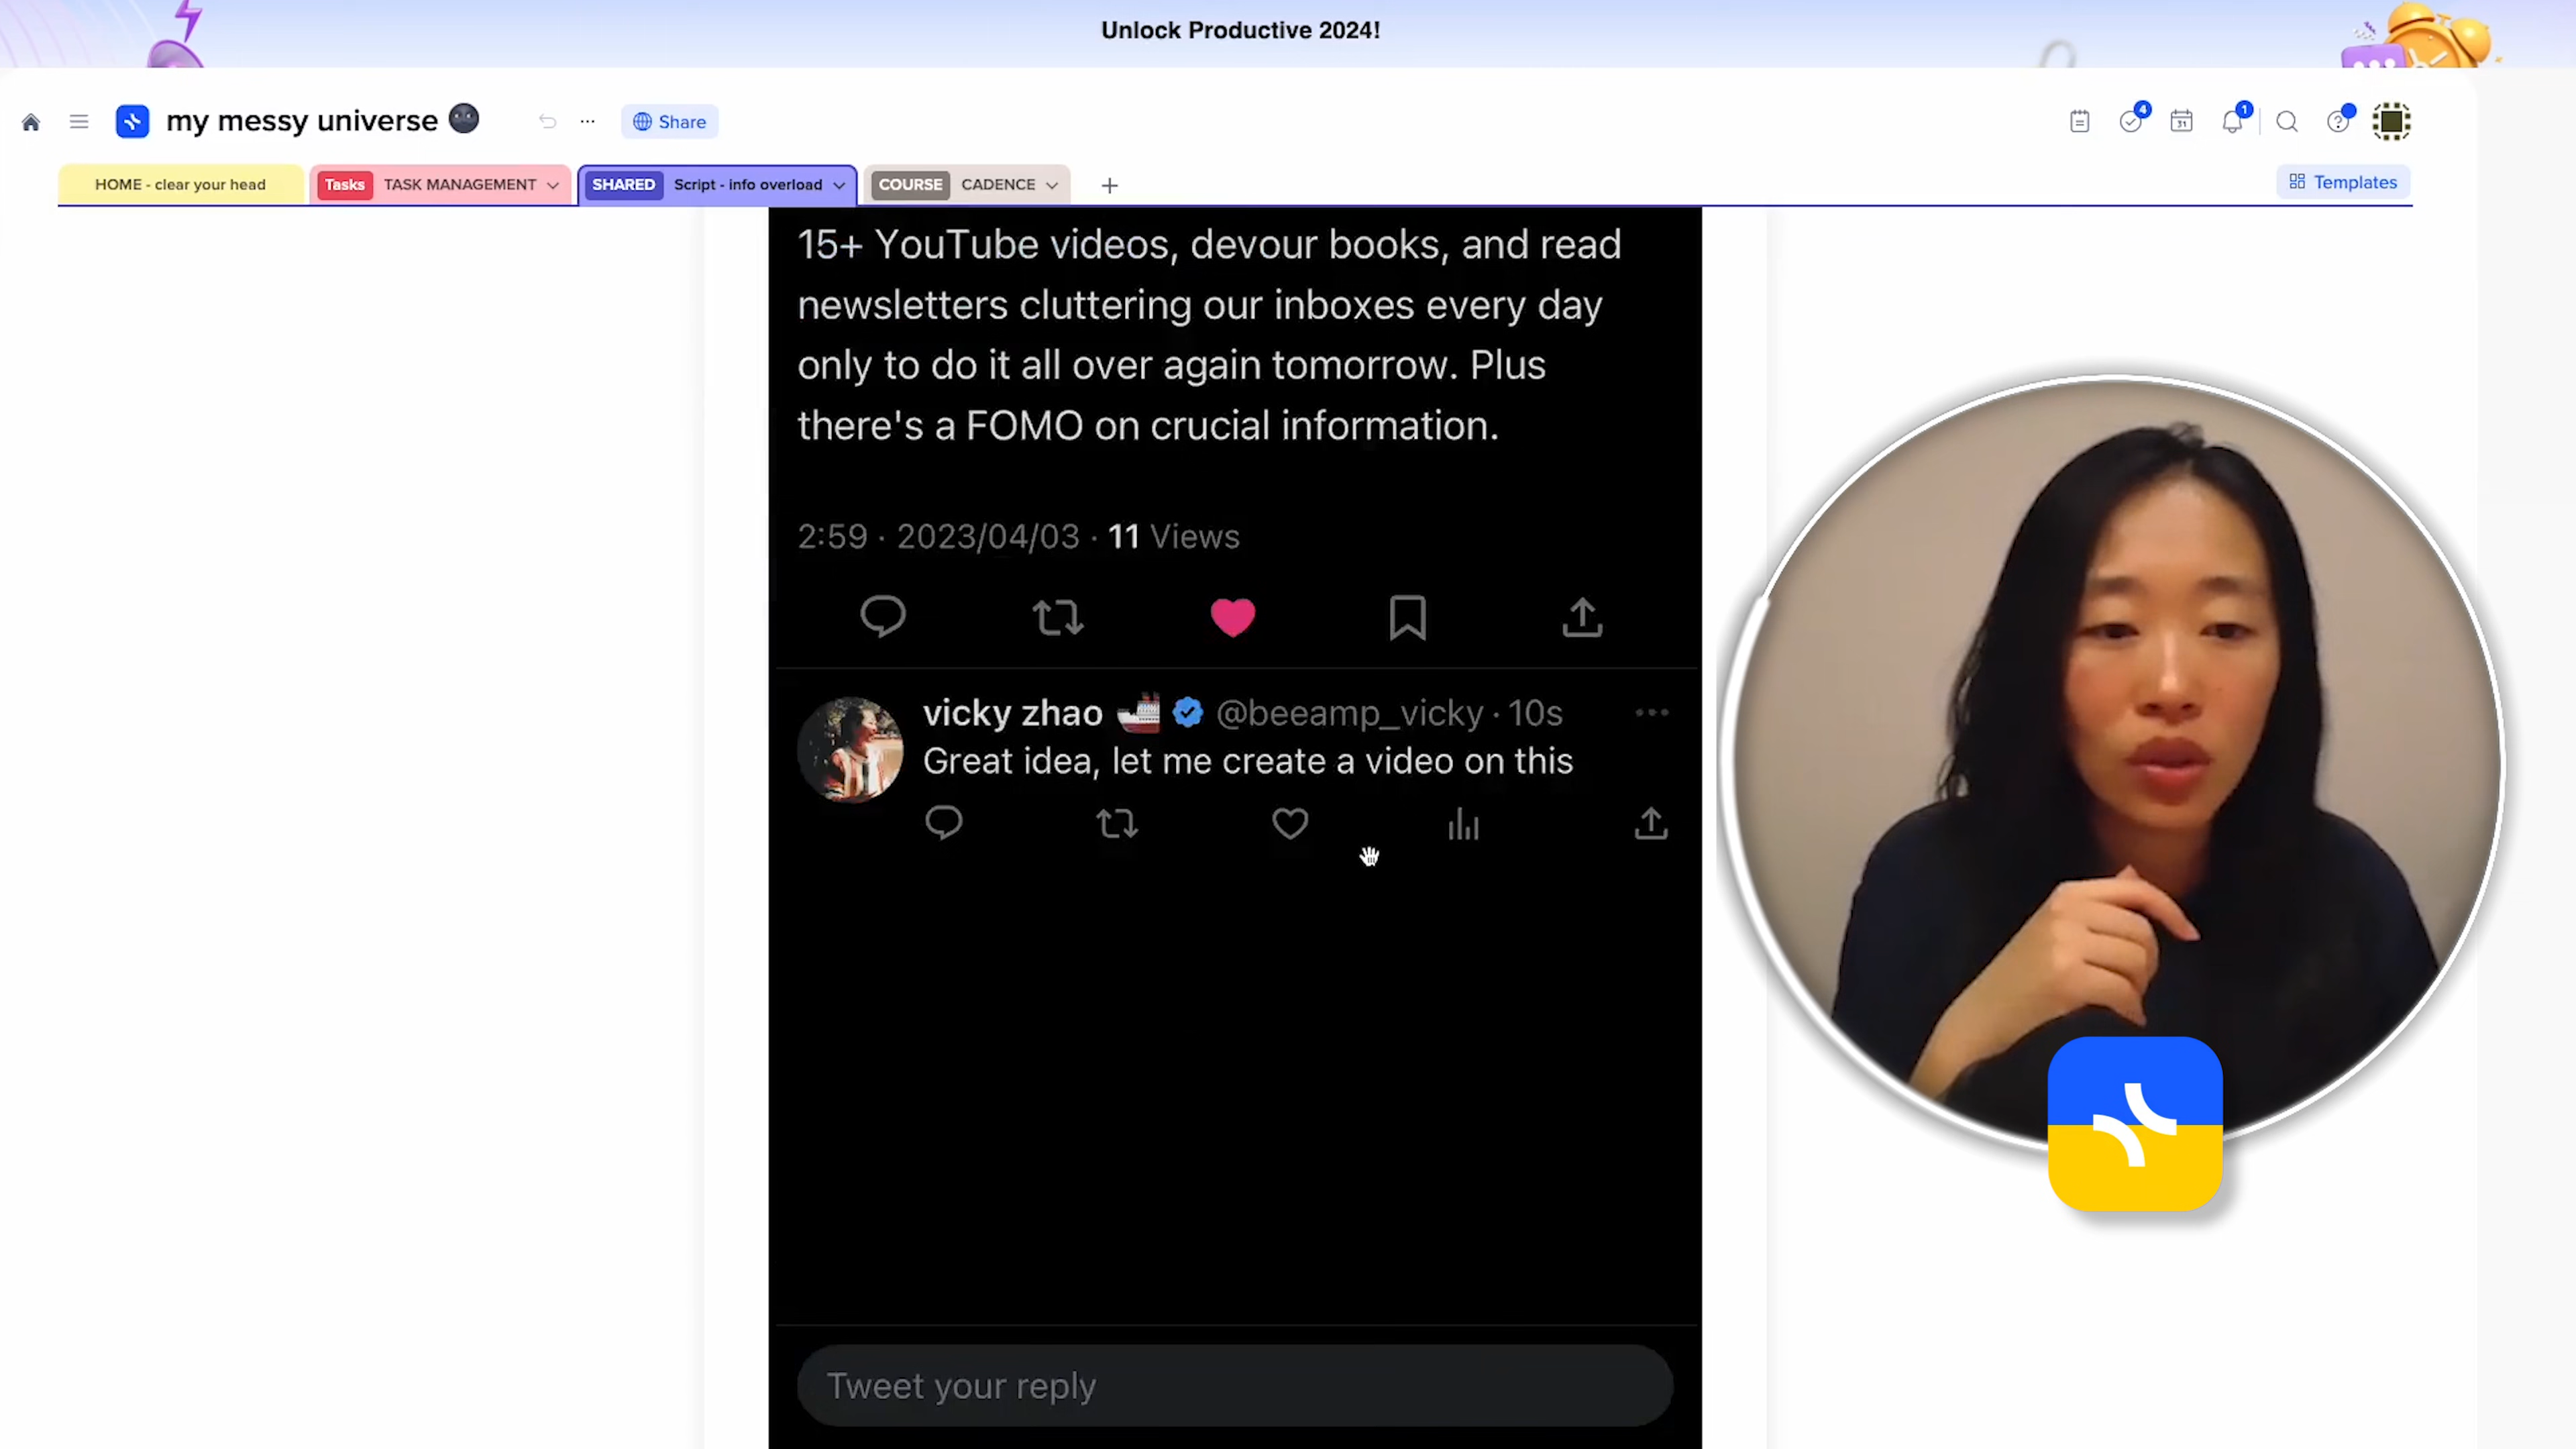 Unlock Productive 2024!
my messy universe
Share
4
31
1
HOME - clear your head
Tasks TASK MANAGEMENT
SHARED Script - info overload
COURSE CADENCE
Templates
15+ YouTube videos, devour books, and read
newsletters cluttering our inboxes every day
only to do it all over again tomorrow. Plus
there's a FOMO on crucial information.
2:59 · 2023/04/03 · 11 Views
vicky zhao @beeamp_vicky · 10s
Great idea, let me create a video on this
Tweet your reply